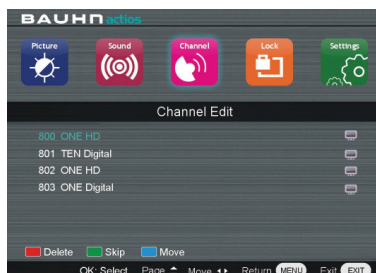 BAUHN actios
Picture Sound Channel Lock Settings
Channel Edit
800 ONE HD
801 TEN Digital
802 ONE HD
803 ONE Digital
Delete Skip Move
OK: Select Page Move Return MENU Exit EXIT